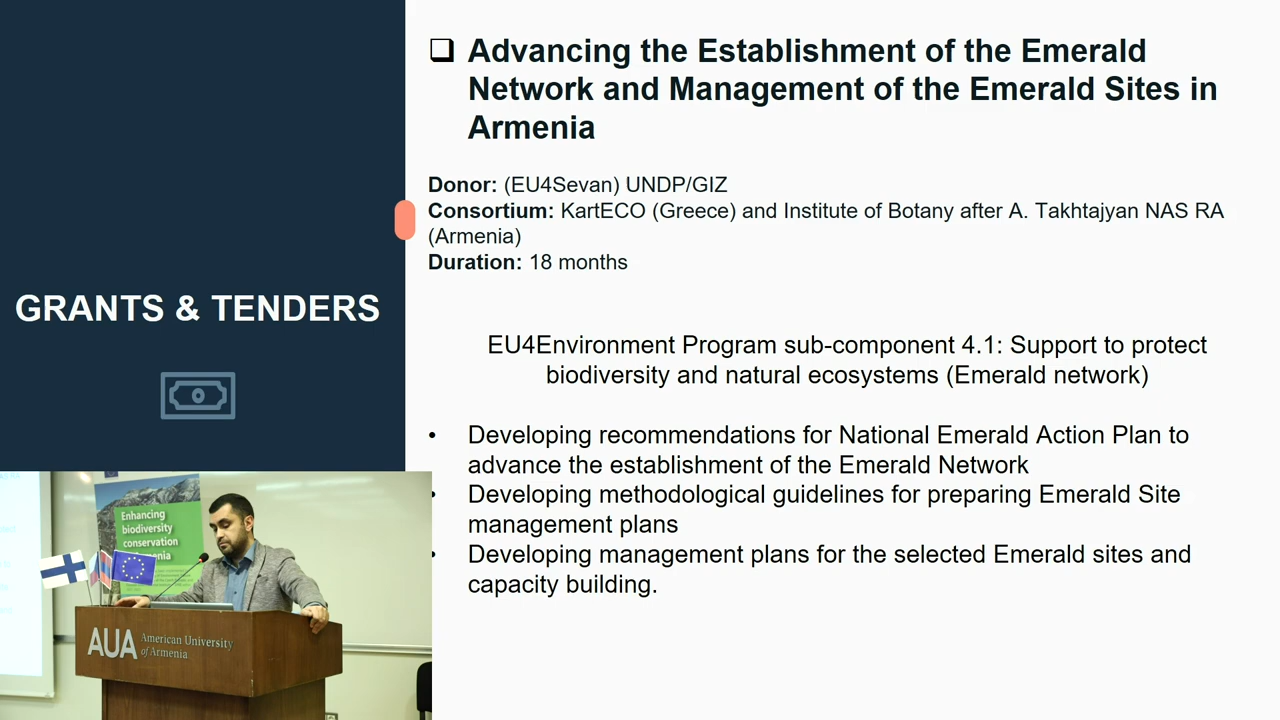 ❑ Advancing the Establishment of the Emerald
Network and Management of the Emerald Sites in
Armenia
Donor: (EU4Sevan) UNDP/GIZ
Consortium: KartECO (Greece) and Institute of Botany after A. Takhtajyan NAS RA
(Armenia)
Duration: 18 months
GRANTS & TENDERS
EU4Environment Program sub-component 4.1: Support to protect
biodiversity and natural ecosystems (Emerald network)
• Developing recommendations for National Emerald Action Plan to
advance the establishment of the Emerald Network
• Developing methodological guidelines for preparing Emerald Site
management plans
• Developing management plans for the selected Emerald sites and
capacity building.
Enhancing
biodiversity
conservation
AUA American University
of Armenia